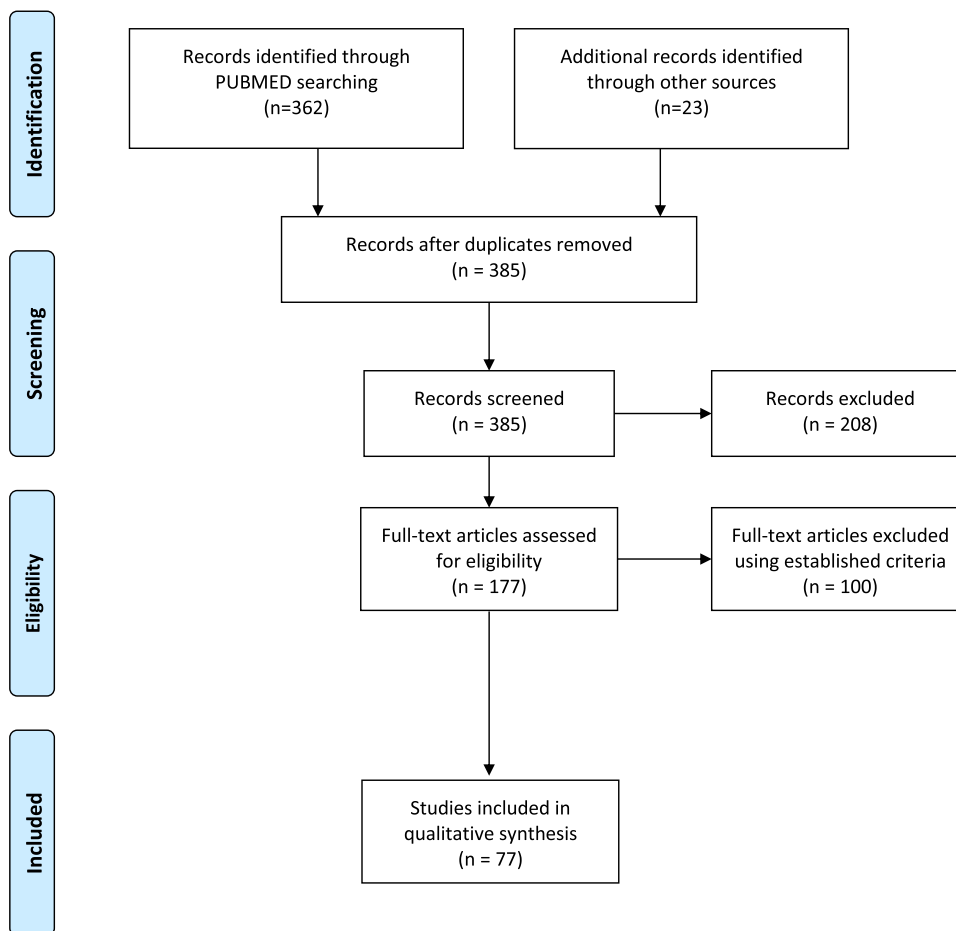 Identification
Records identified through
PUBMED searching
(n=362)
Additional records identified
through other sources
(n=23)
Records after duplicates removed
(n = 385)
Screening
Records screened
(n = 385)
Records excluded
(n = 208)
Eligibility
Full-text articles assessed
for eligibility
(n = 177)
Full-text articles excluded
using established criteria
(n = 100)
Included
Studies included in
qualitative synthesis
(n = 77)